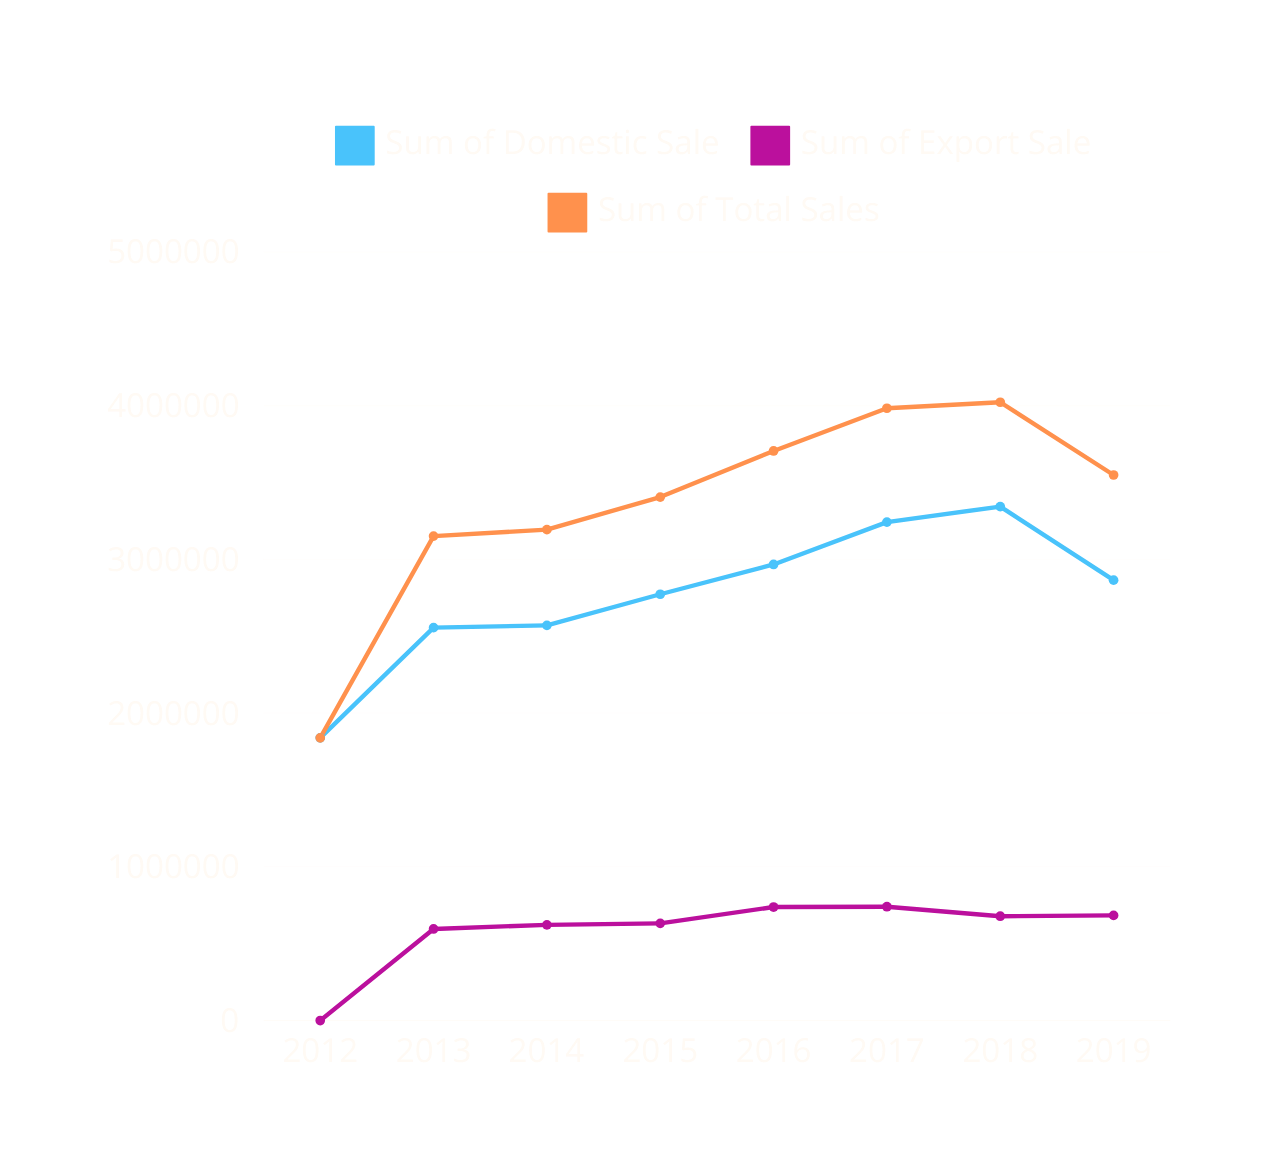 Sum of Domestic Sale Sum of Export Sale
Sum of Total Sales
5000000
4000000
3000000
2000000
1000000
0
2012 2013 2014 2015 2016 2017 2018 2019